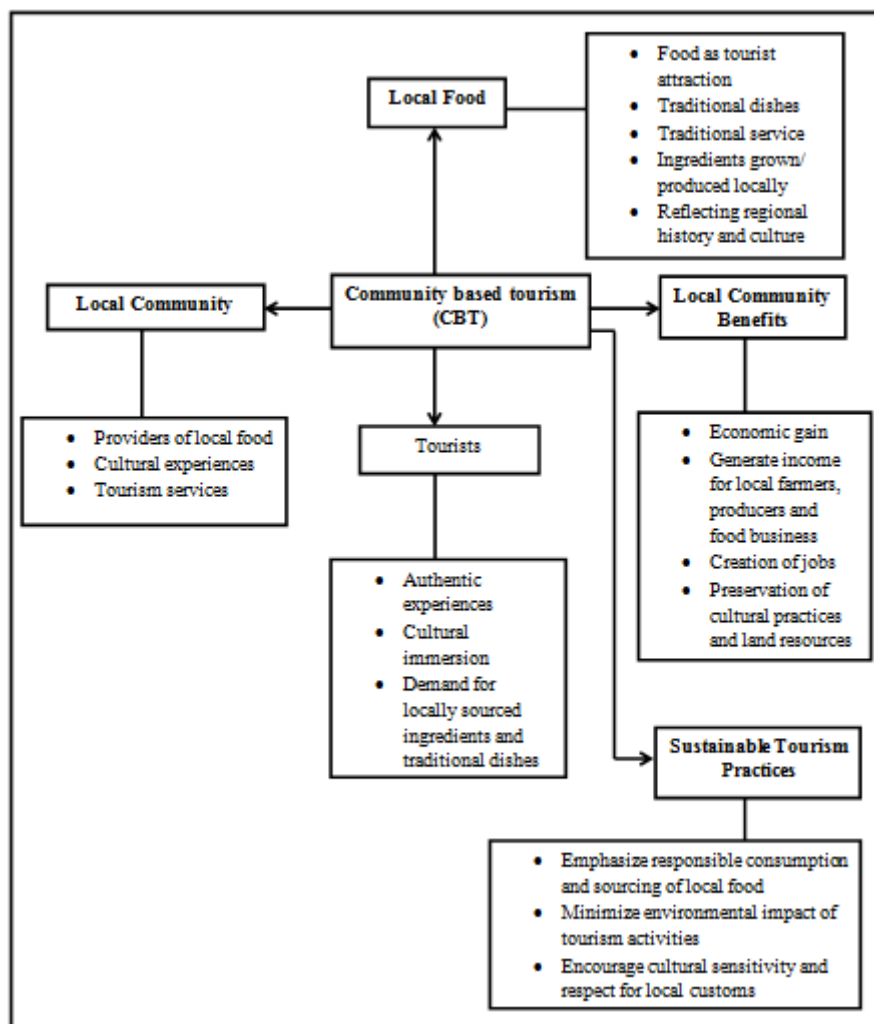 Local Food
• Food as tourist
attraction
• Traditional dishes
• Traditional service
• Ingredients grown/
produced locally
• Reflecting regional
history and culture
Local Community
Community based tourism
(CBT)
Local Community
Benefits
• Providers of local food
• Cultural experiences
• Tourism services
Tourists
• Economic gain
• Generate income
for local farmers,
producers and
food business
• Creation of jobs
• Preservation of
cultural practices
and land resources
• Authentic
experiences
• Cultural
immersion
• Demand for
locally sourced
ingredients and
traditional dishes
Sustainable Tourism
Practices
• Emphasize responsible consumption
and sourcing of local food
• Minimize environmental impact of
tourism activities
• Encourage cultural sensitivity and
respect for local customs